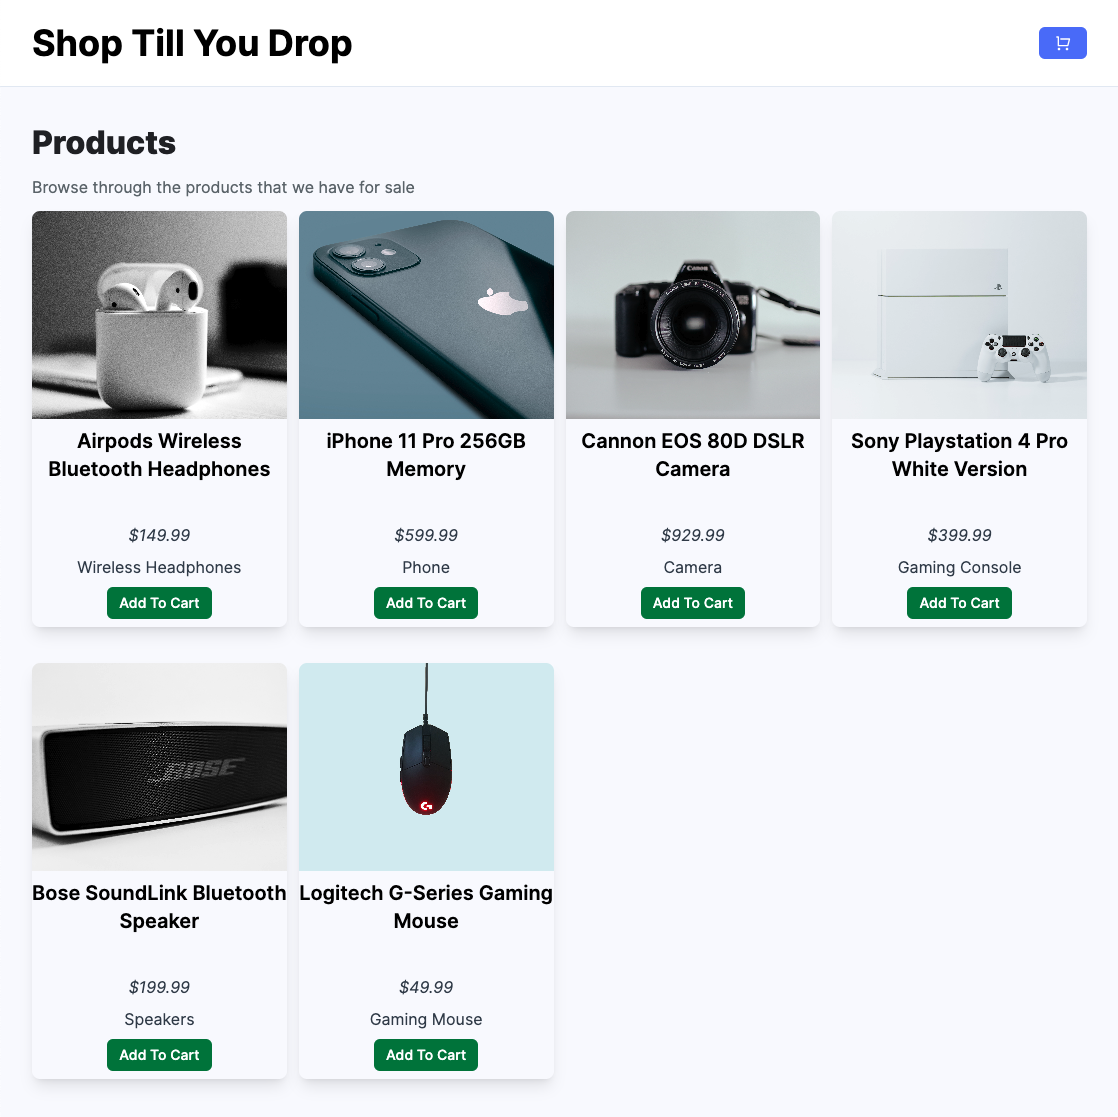 Shop Till You Drop
Products
Browse through the products that we have for sale
Canon
Airpods Wireless
Bluetooth Headphones
$149.99
Wireless Headphones
Add To Cart
iPhone 11 Pro 256GB
Memory
$599.99
Phone
Add To Cart
Cannon EOS 80D DSLR
Camera
$929.99
Camera
Add To Cart
Sony Playstation 4 Pro
White Version
$399.99
Gaming Console
Add To Cart
BOSE
Bose SoundLink Bluetooth
Speaker
$199.99
Speakers
Add To Cart
G
Logitech G-Series Gaming
Mouse
$49.99
Gaming Mouse
Add To Cart